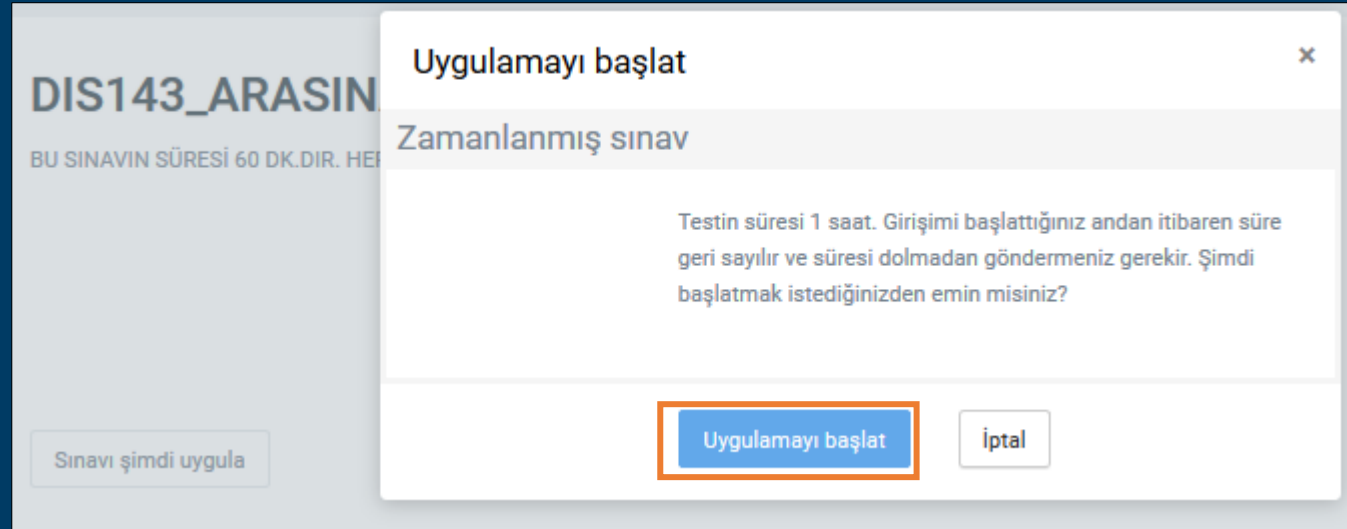 Uygulamayı başlat
×
DIS143_ARASIN
Zamanlanmış sınav
BU SINAVIN SÜRESİ 60 DK.DIR.
Testin süresi 1 saat. Girişimi başlattığınız andan itibaren süre
geri sayılır ve süresi dolmadan göndermeniz gerekir. Şimdi
başlatmak istediğinizden emin misiniz?
Uygulamayı başlat
İptal
Sınavı şimdi uygula